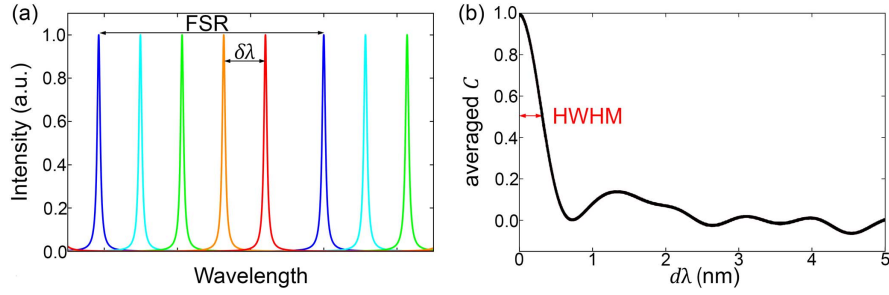 (a)
FSR
δλ
Intensity (a.u.)
1.0
0.8
0.6
0.4
0.2
0.0
Wavelength
(b)
averaged C
1.0
0.8
0.6
0.4
0.2
0.0
HWHM
0 1 2 3 4 5
dλ (nm)